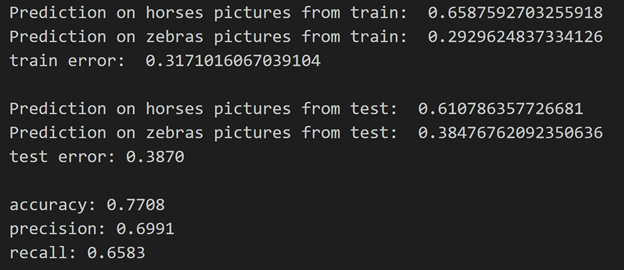 Prediction on horses pictures from train:  0.6587592703255918
Prediction on zebras pictures from train:  0.2929624837334126
train error:  0.3171016067039104

Prediction on horses pictures from test:  0.610786357726681
Prediction on zebras pictures from test:  0.38476762092350636
test error: 0.3870

accuracy: 0.7708
precision: 0.6991
recall: 0.6583